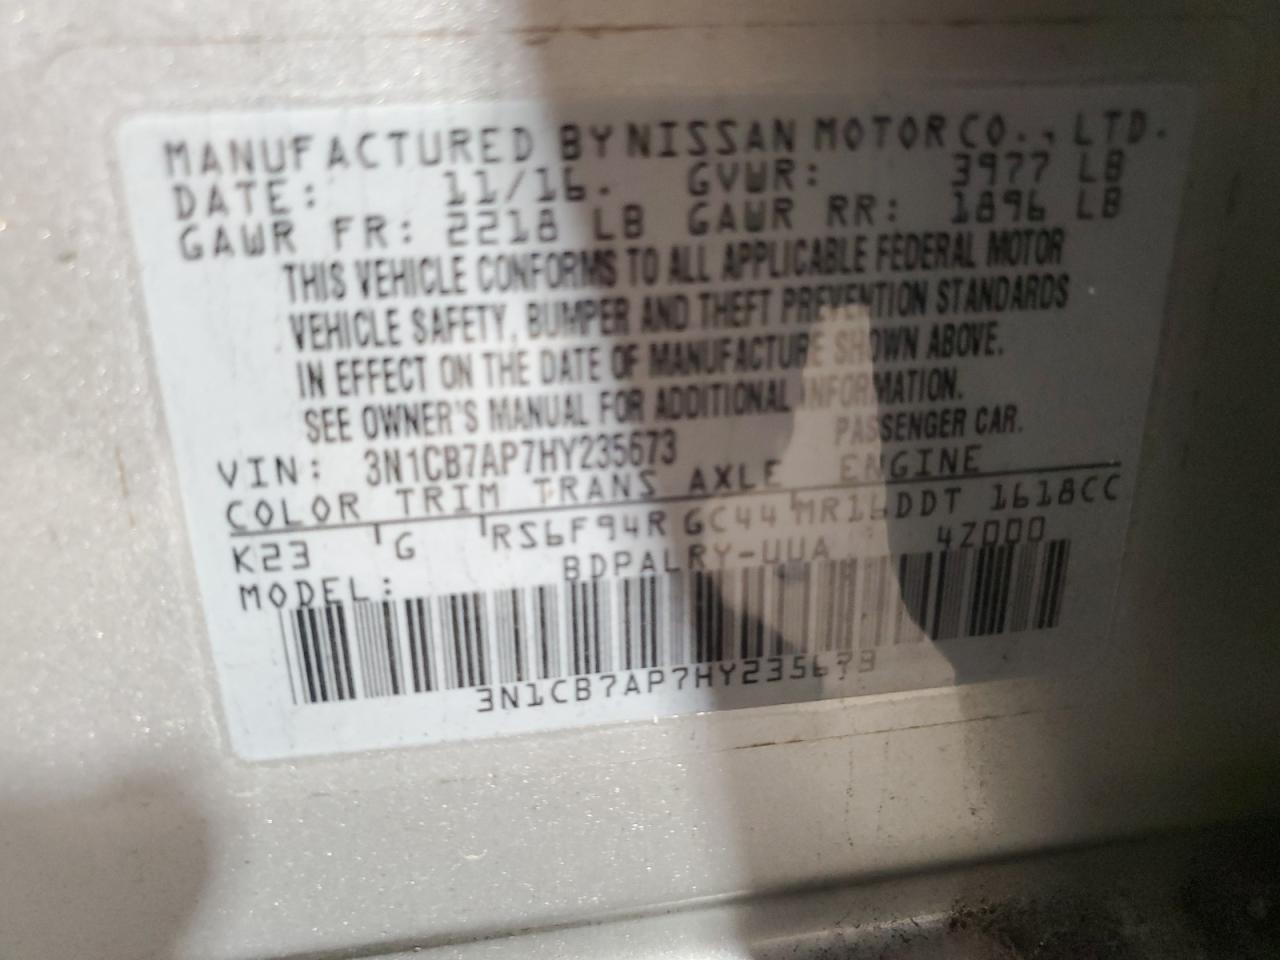 MANUFACTURED BY NISSAN MOTOR CO., LTD.
DATE: 11/16. GVWR: 3977 LB
GAWR FR: 2218 LB GAWR RR: 1896 LB
THIS VEHICLE CONFORMS TO ALL APPLICABLE FEDERAL MOTOR
VEHICLE SAFETY, BUMPER AND THEFT PREVENTION STANDARDS
IN EFFECT ON THE DATE OF MANUFACTURE SHOWN ABOVE.
SEE OWNER'S MANUAL FOR ADDITIONAL INFORMATION.
PASSENGER CAR.
VIN: 3N1CB7AP7HY235673
COLOR TRIM TRANS AXLE ENGINE
K23 G RS6F94R GC44 MR16DDT 1618CC
MODEL: BDPALRY-UUA 4Z000
3N1CB7AP7HY235673